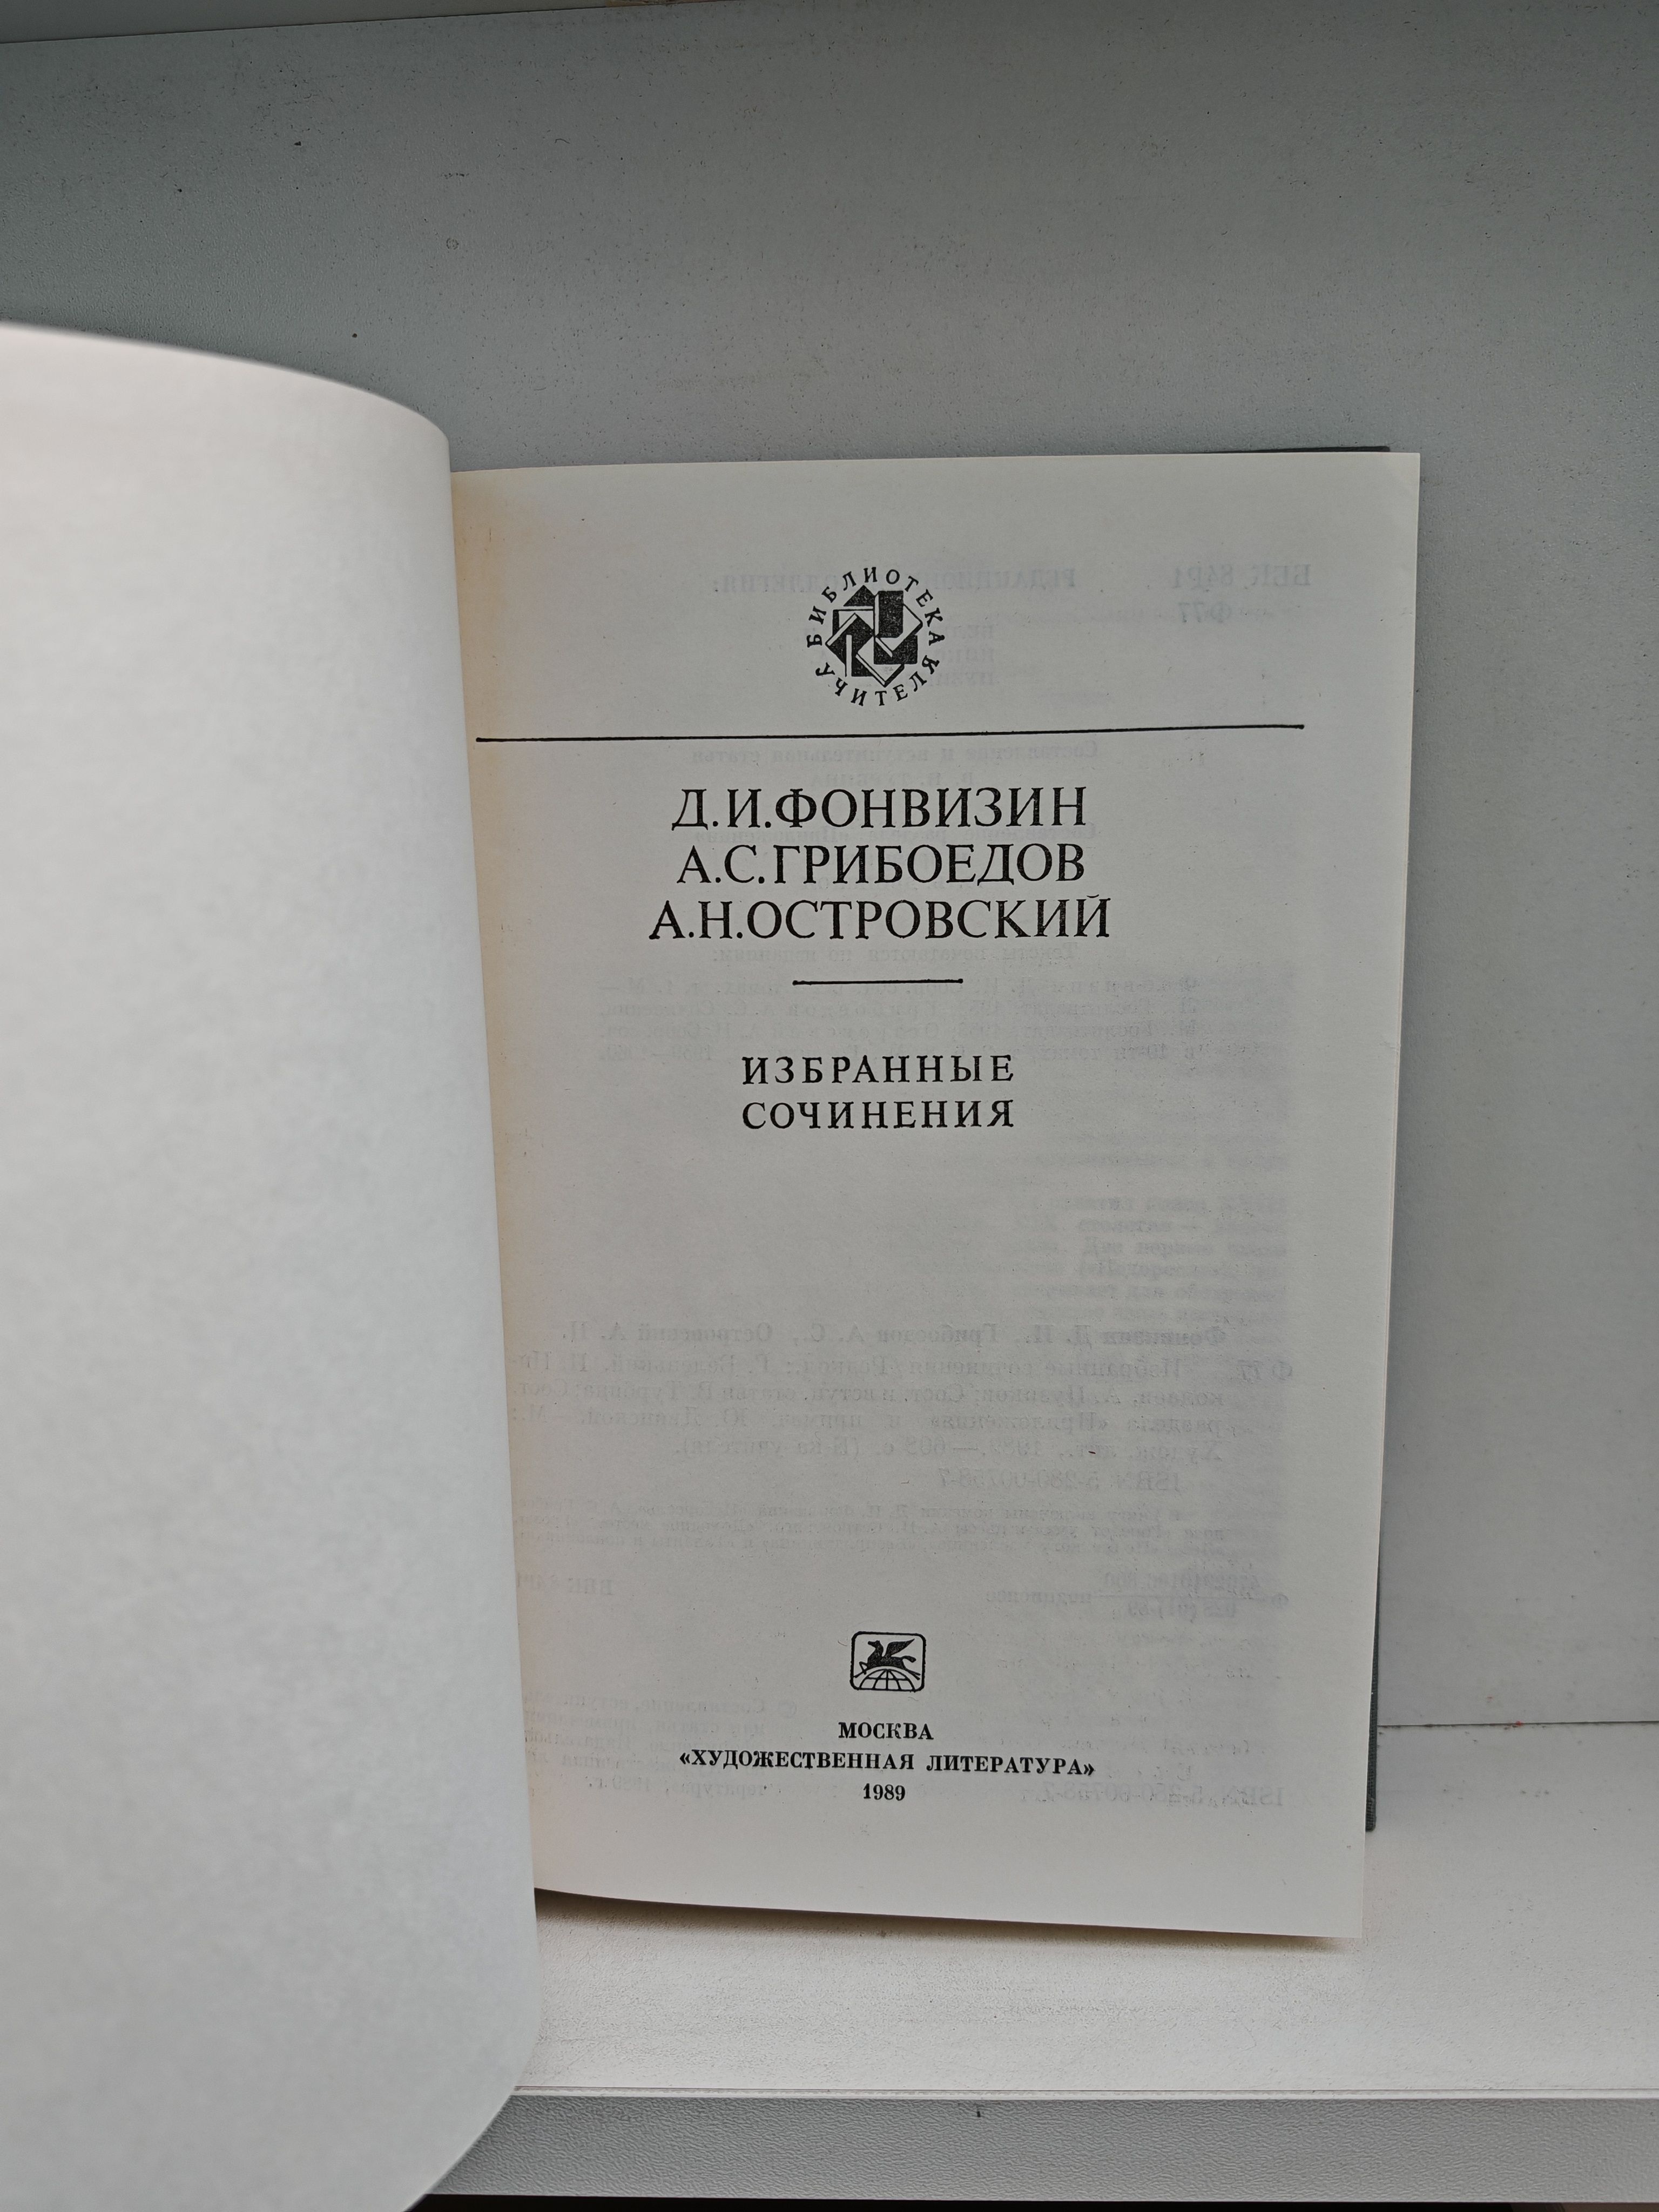 БИБЛИОТЕКА УЧИТЕЛЯ
Д.И.ФОНВИЗИН
А.С.ГРИБОЕДОВ
А.Н.ОСТРОВСКИЙ
ИЗБРАННЫЕ
СОЧИНЕНИЯ
МОСКВА
«ХУДОЖЕСТВЕННАЯ ЛИТЕРАТУРА»
1989